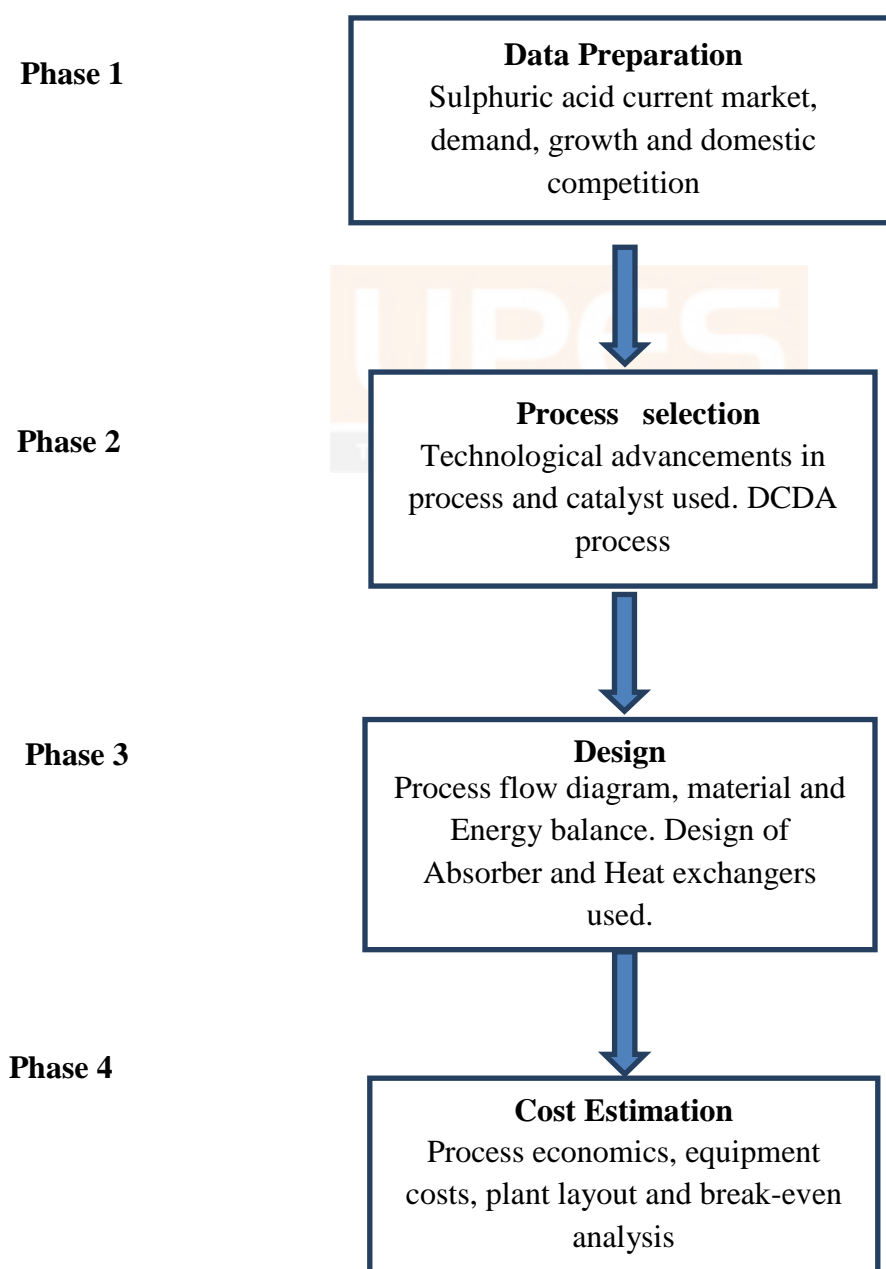 Phase 1
Data Preparation
Sulphuric acid current market,
demand, growth and domestic
competition
UPES
Phase 2
Process selection
Technological advancements in
process and catalyst used. DCDA
process
Phase 3
Design
Process flow diagram, material and
Energy balance. Design of
Absorber and Heat exchangers
used.
Phase 4
Cost Estimation
Process economics, equipment
costs, plant layout and break-even
analysis